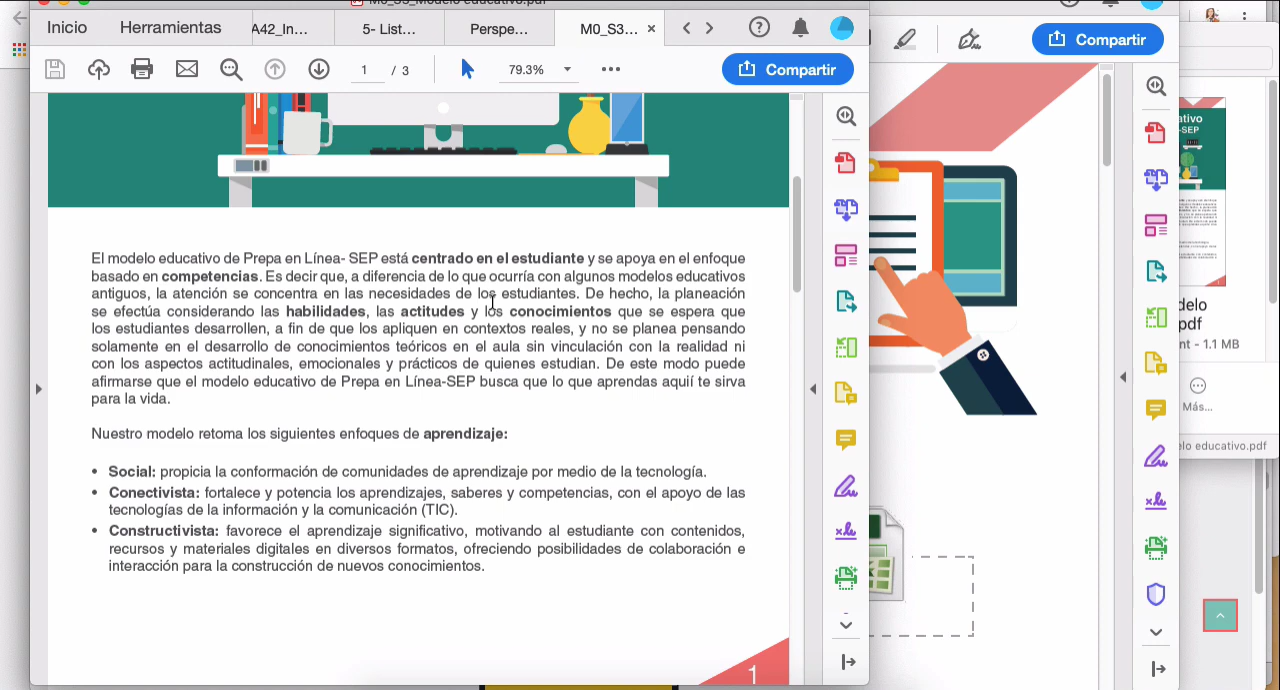 M0_S3_Modelo educativo.pdf
Inicio
Herramientas
A42_In...
5- List...
Perspe...
M0_S3...
Compartir
1 / 3
79.3%
Compartir
El modelo educativo de Prepa en Línea- SEP está centrado en el estudiante y se apoya en el enfoque
basado en competencias. Es decir que, a diferencia de lo que ocurría con algunos modelos educativos
antiguos, la atención se concentra en las necesidades de los estudiantes. De hecho, la planeación
se efectúa considerando las habilidades, las actitudes y los conocimientos que se espera que
los estudiantes desarrollen, a fin de que los apliquen en contextos reales, y no se planea pensando
solamente en el desarrollo de conocimientos teóricos en el aula sin vinculación con la realidad ni
con los aspectos actitudinales, emocionales y prácticos de quienes estudian. De este modo puede
afirmarse que el modelo educativo de Prepa en Línea-SEP busca que lo que aprendas aquií te sirva
para la vida.
Nuestro modelo retoma los siguientes enfoques de aprendizaje:
• Social: propicia la conformación de comunidades de aprendizaje por medio de la tecnología.
• Conectivista: fortalece y potencia los aprendizajes, saberes y competencias, con el apoyo de las
tecnologías de la información y la comunicación (TIC).
• Constructivista: favorece el aprendizaje significativo, motivando al estudiante con contenidos,
recursos y materiales digitales en diversos formatos, ofreciendo posibilidades de colaboración e
interacción para la construcción de nuevos conocimientos.
1
ativo
-SEP
delo
pdf
nt - 1.1 MB
Más...
elo educativo.pdf